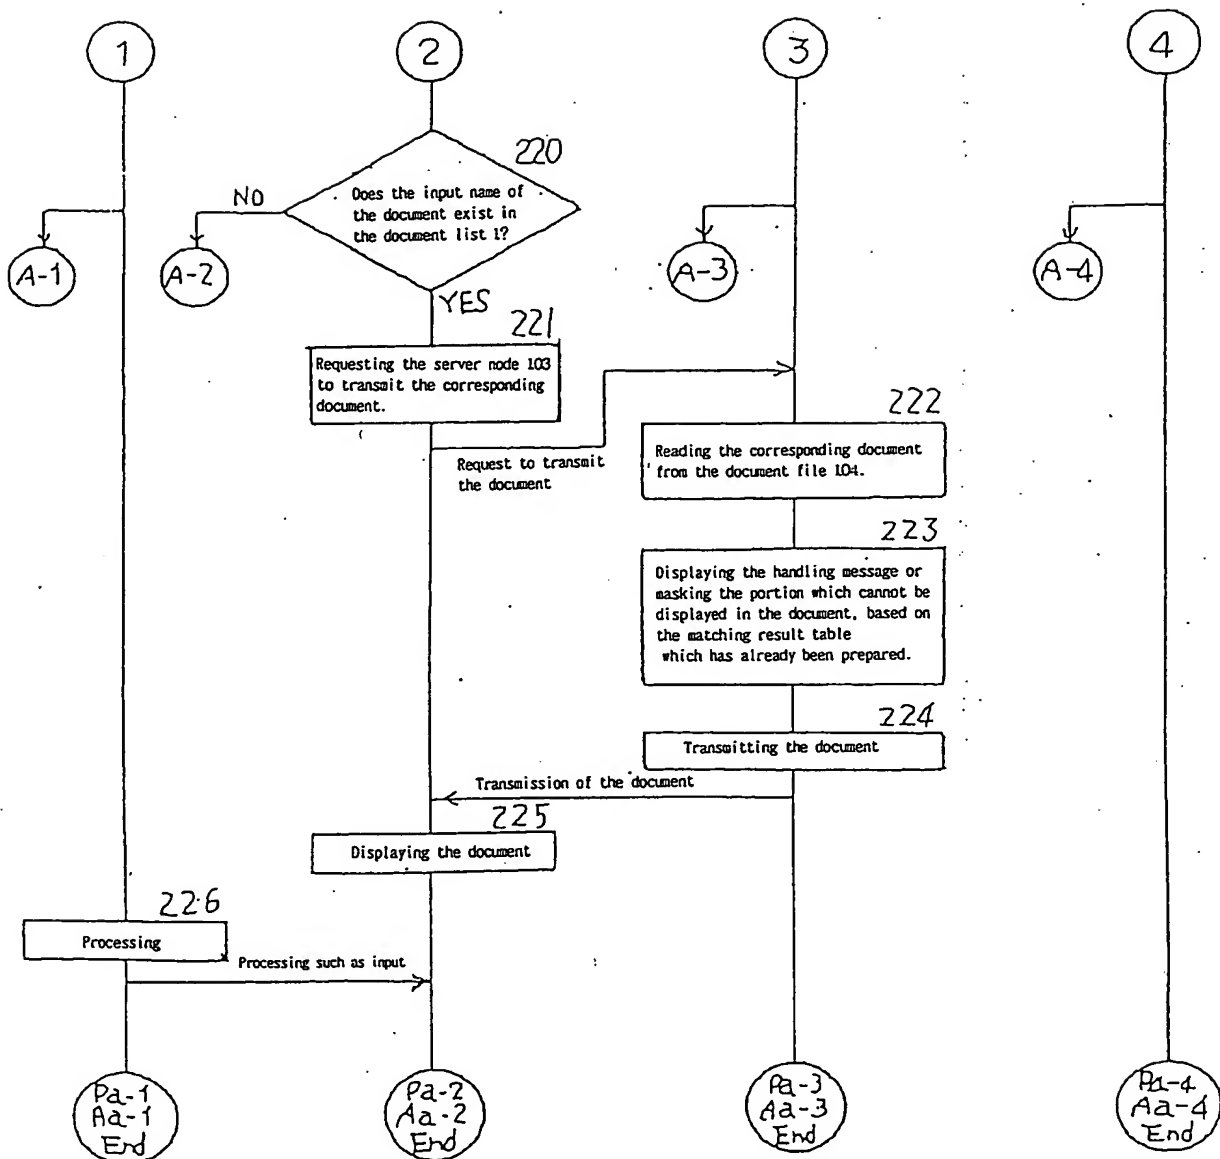 1
2
3
4
220
Does the input name of
the document exist in
the document list 1?
NO
A-1
A-2
A-3
A-4
YES
221
Requesting the server node 103
to transmit the corresponding
document.
Request to transmit
the document
222
Reading the corresponding document
from the document file 104.
223
Displaying the handling message or
masking the portion which cannot be
displayed in the document, based on
the matching result table
which has already been prepared.
224
Transmitting the document
Transmission of the document
225
Displaying the document
226
Processing
Processing such as input
Pa-1
Aa-1
End
Pa-2
Aa-2
End
Pa-3
Aa-3
End
Pa-4
Aa-4
End